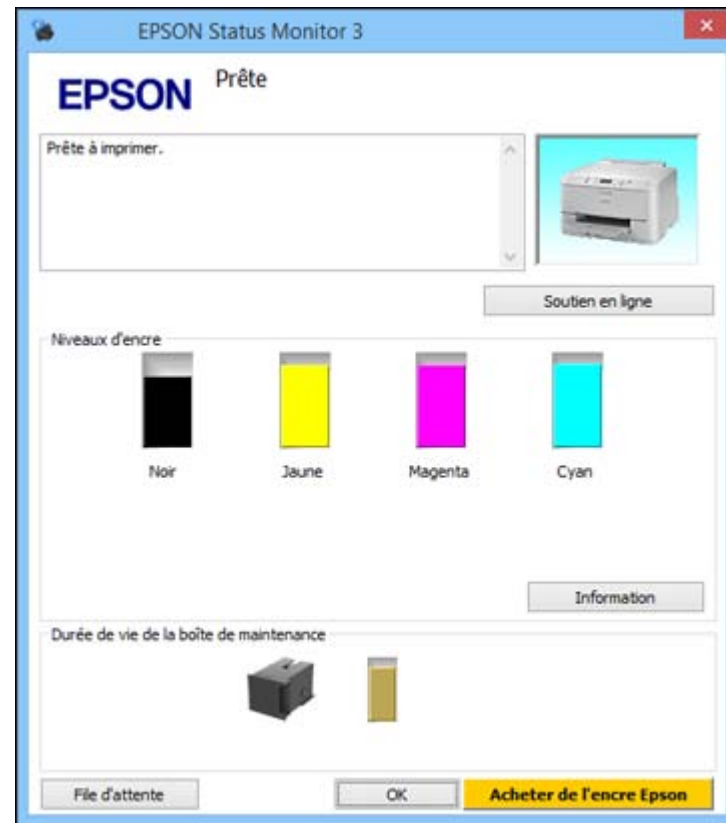 EPSON Status Monitor 3
EPSON
Prête
Prête à imprimer.
Soutien en ligne
Niveaux d'encre
Noir
Jaune
Magenta
Cyan
Information
Durée de vie de la boîte de maintenance
File d'attente
OK
Acheter de l'encre Epson